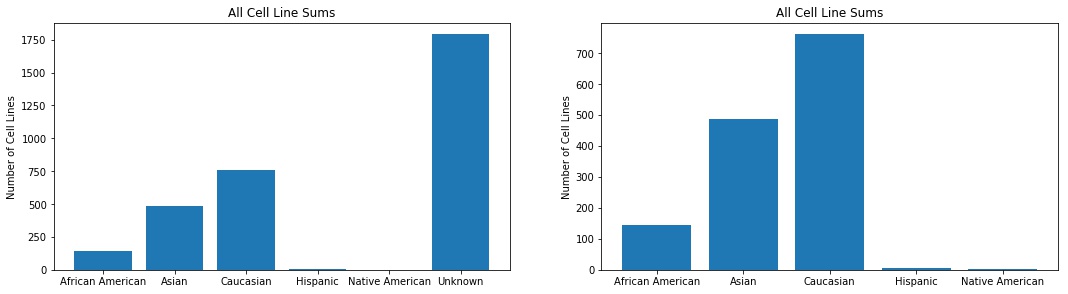 All Cell Line Sums
Number of Cell Lines
1750
1500
1250
1000
750
500
250
0
African American Asian Caucasian Hispanic Native American Unknown
All Cell Line Sums
Number of Cell Lines
700
600
500
400
300
200
100
0
African American Asian Caucasian Hispanic Native American